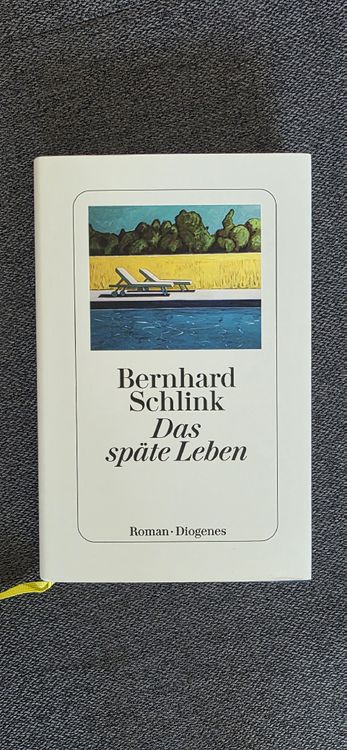 Bernhard
Schlink
Das
späte Leben
Roman · Diogenes